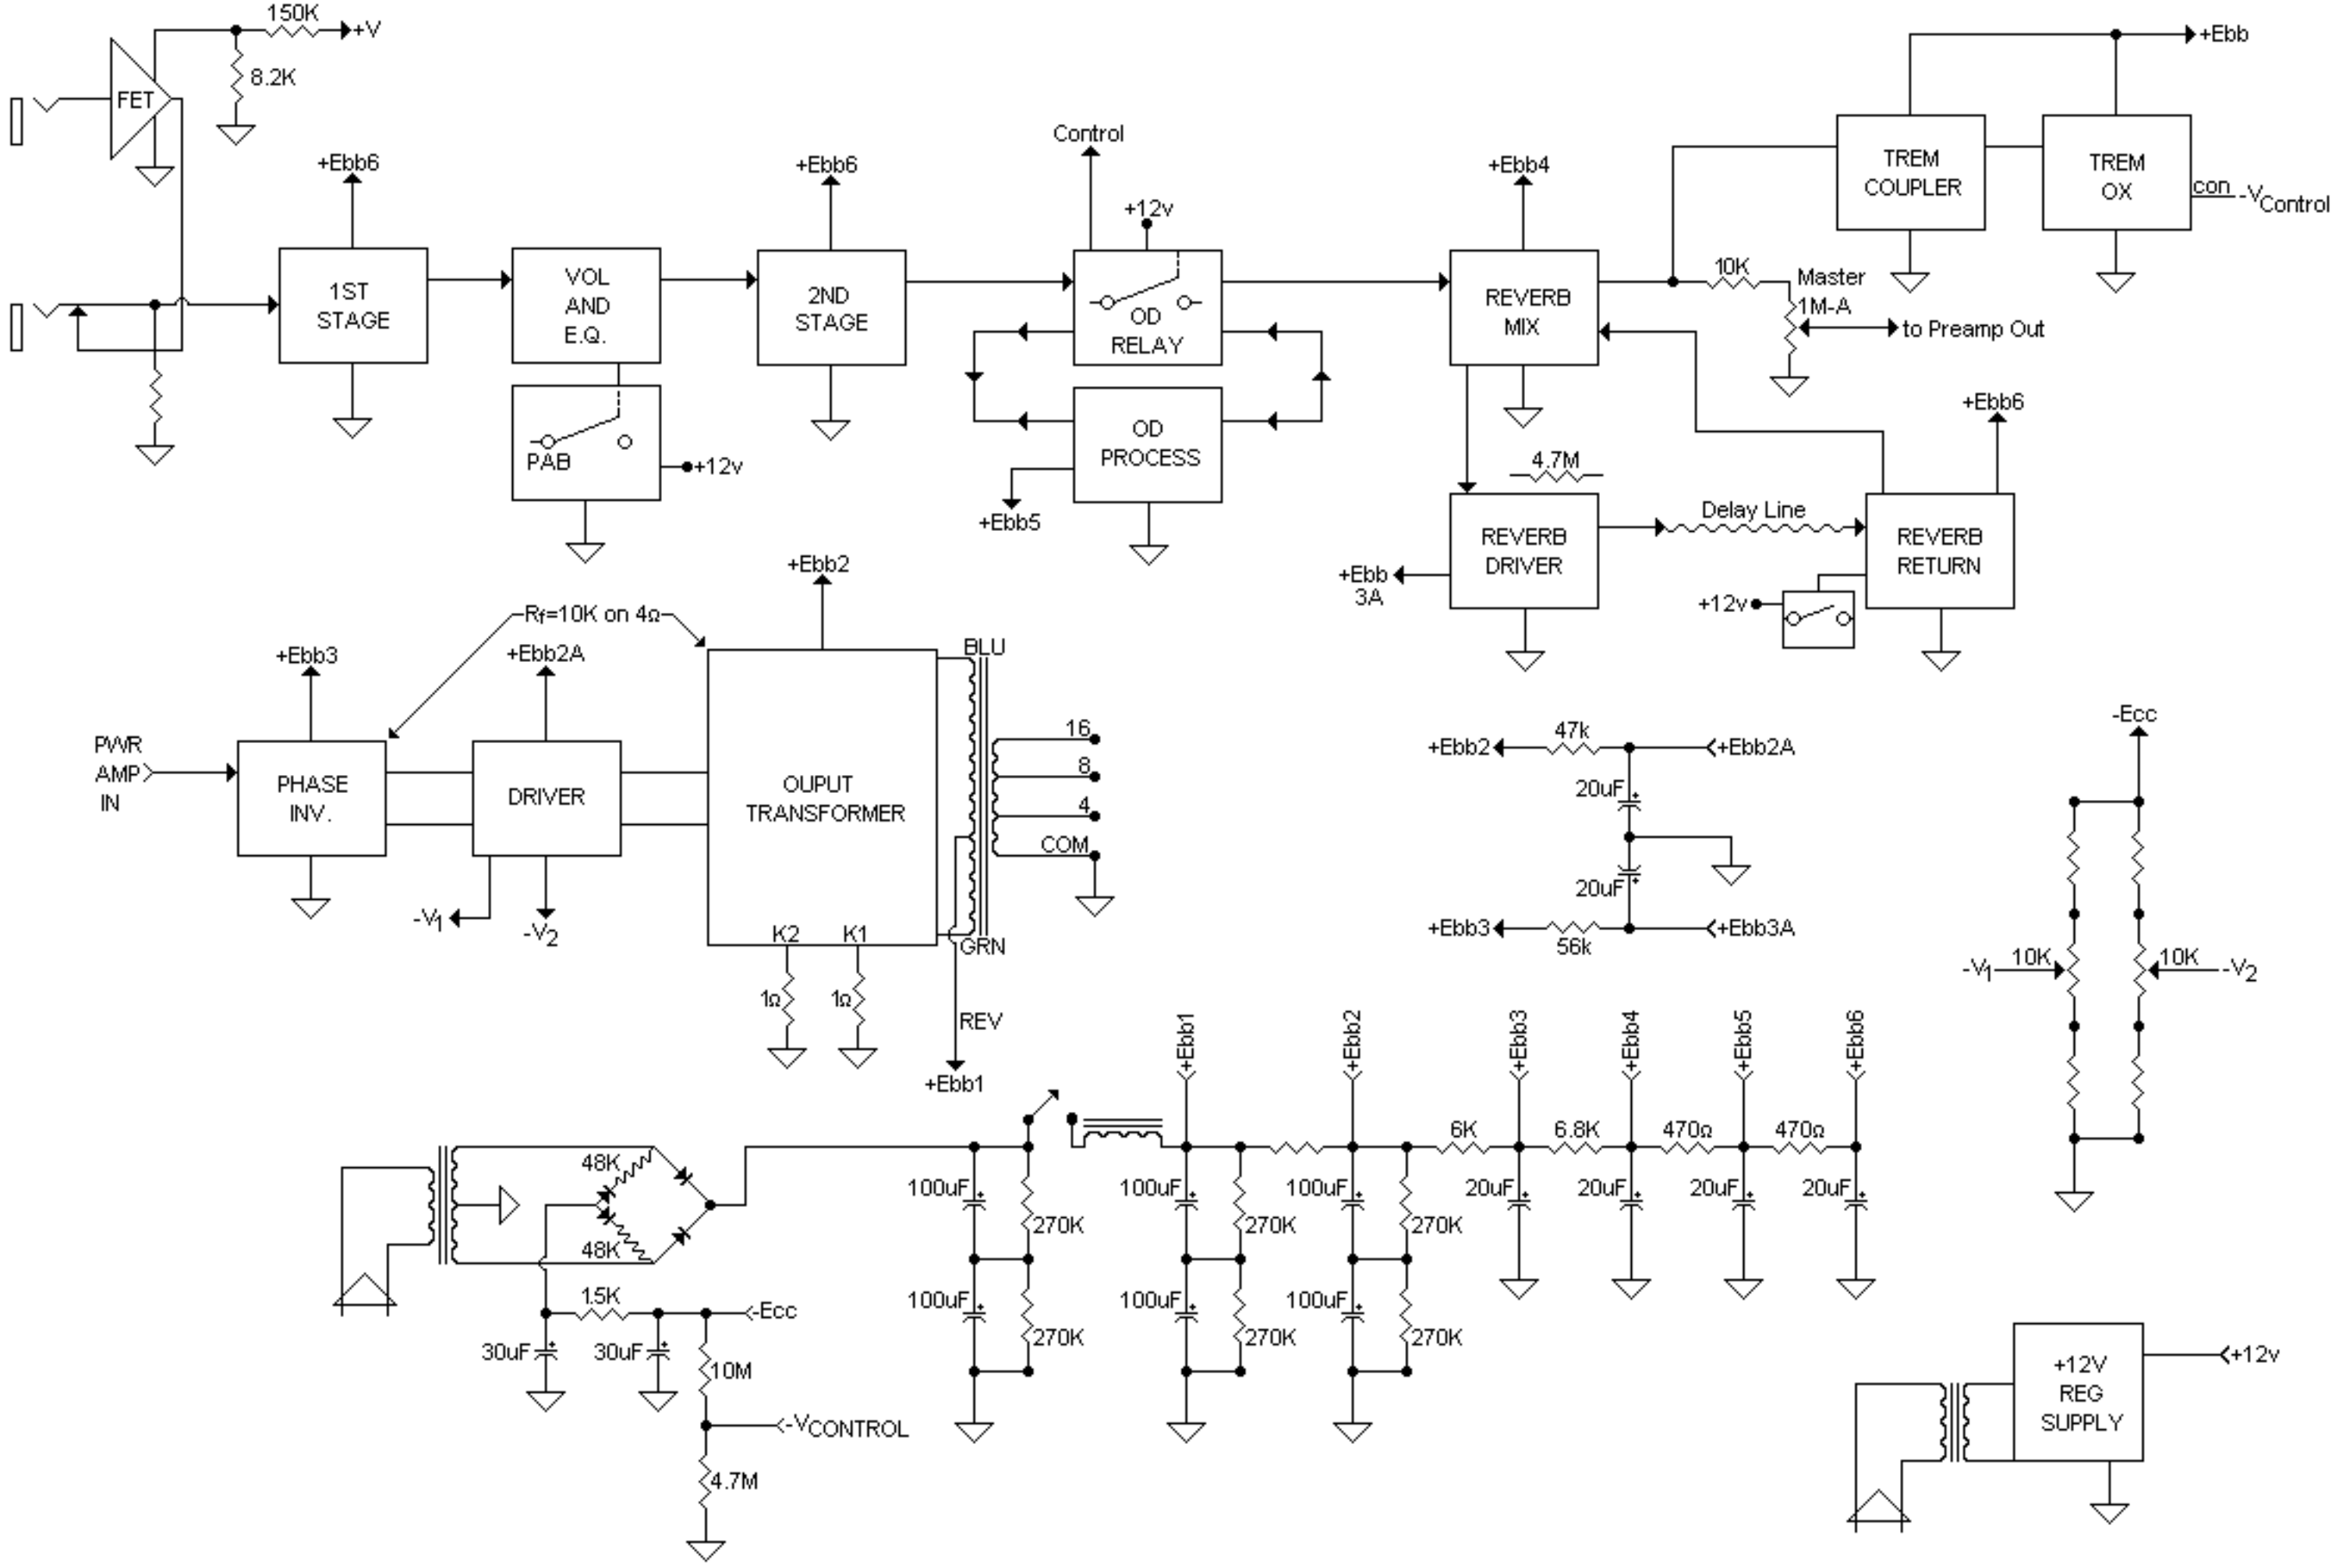 150K
+V
8.2K
FET
+Ebb
Control
TREM
COUPLER
TREM
OX
con
-VControl
+Ebb6
+Ebb6
+12v
+Ebb4
1ST
STAGE
VOL
AND
E.Q.
2ND
STAGE
OD
RELAY
REVERB
MIX
10K
Master
1M-A
to Preamp Out
PAB
+12v
OD
PROCESS
+Ebb5
4.7M
+Ebb6
REVERB
DRIVER
Delay Line
REVERB
RETURN
+Ebb
3A
+12v
+Ebb2
Rf=10K on 4Ω
+Ebb3
+Ebb2A
BLU
PWR
AMP
IN
PHASE
INV.
DRIVER
OUPUT
TRANSFORMER
16
8
4
COM
-V1
-V2
K2
K1
GRN
1Ω
1Ω
REV
+Ebb1
47k
+Ebb2
+Ebb2A
20uF
20uF
+Ebb3
+Ebb3A
56k
-Ecc
-V1
10K
10K
-V2
+Ebb1
+Ebb2
+Ebb3
+Ebb4
+Ebb5
+Ebb6
6K
6.8K
470Ω
470Ω
48K
48K
100uF
270K
100uF
270K
100uF
270K
20uF
20uF
20uF
20uF
100uF
270K
100uF
270K
100uF
270K
1.5K
-Ecc
30uF
30uF
10M
-VCONTROL
4.7M
+12V
REG
SUPPLY
+12v